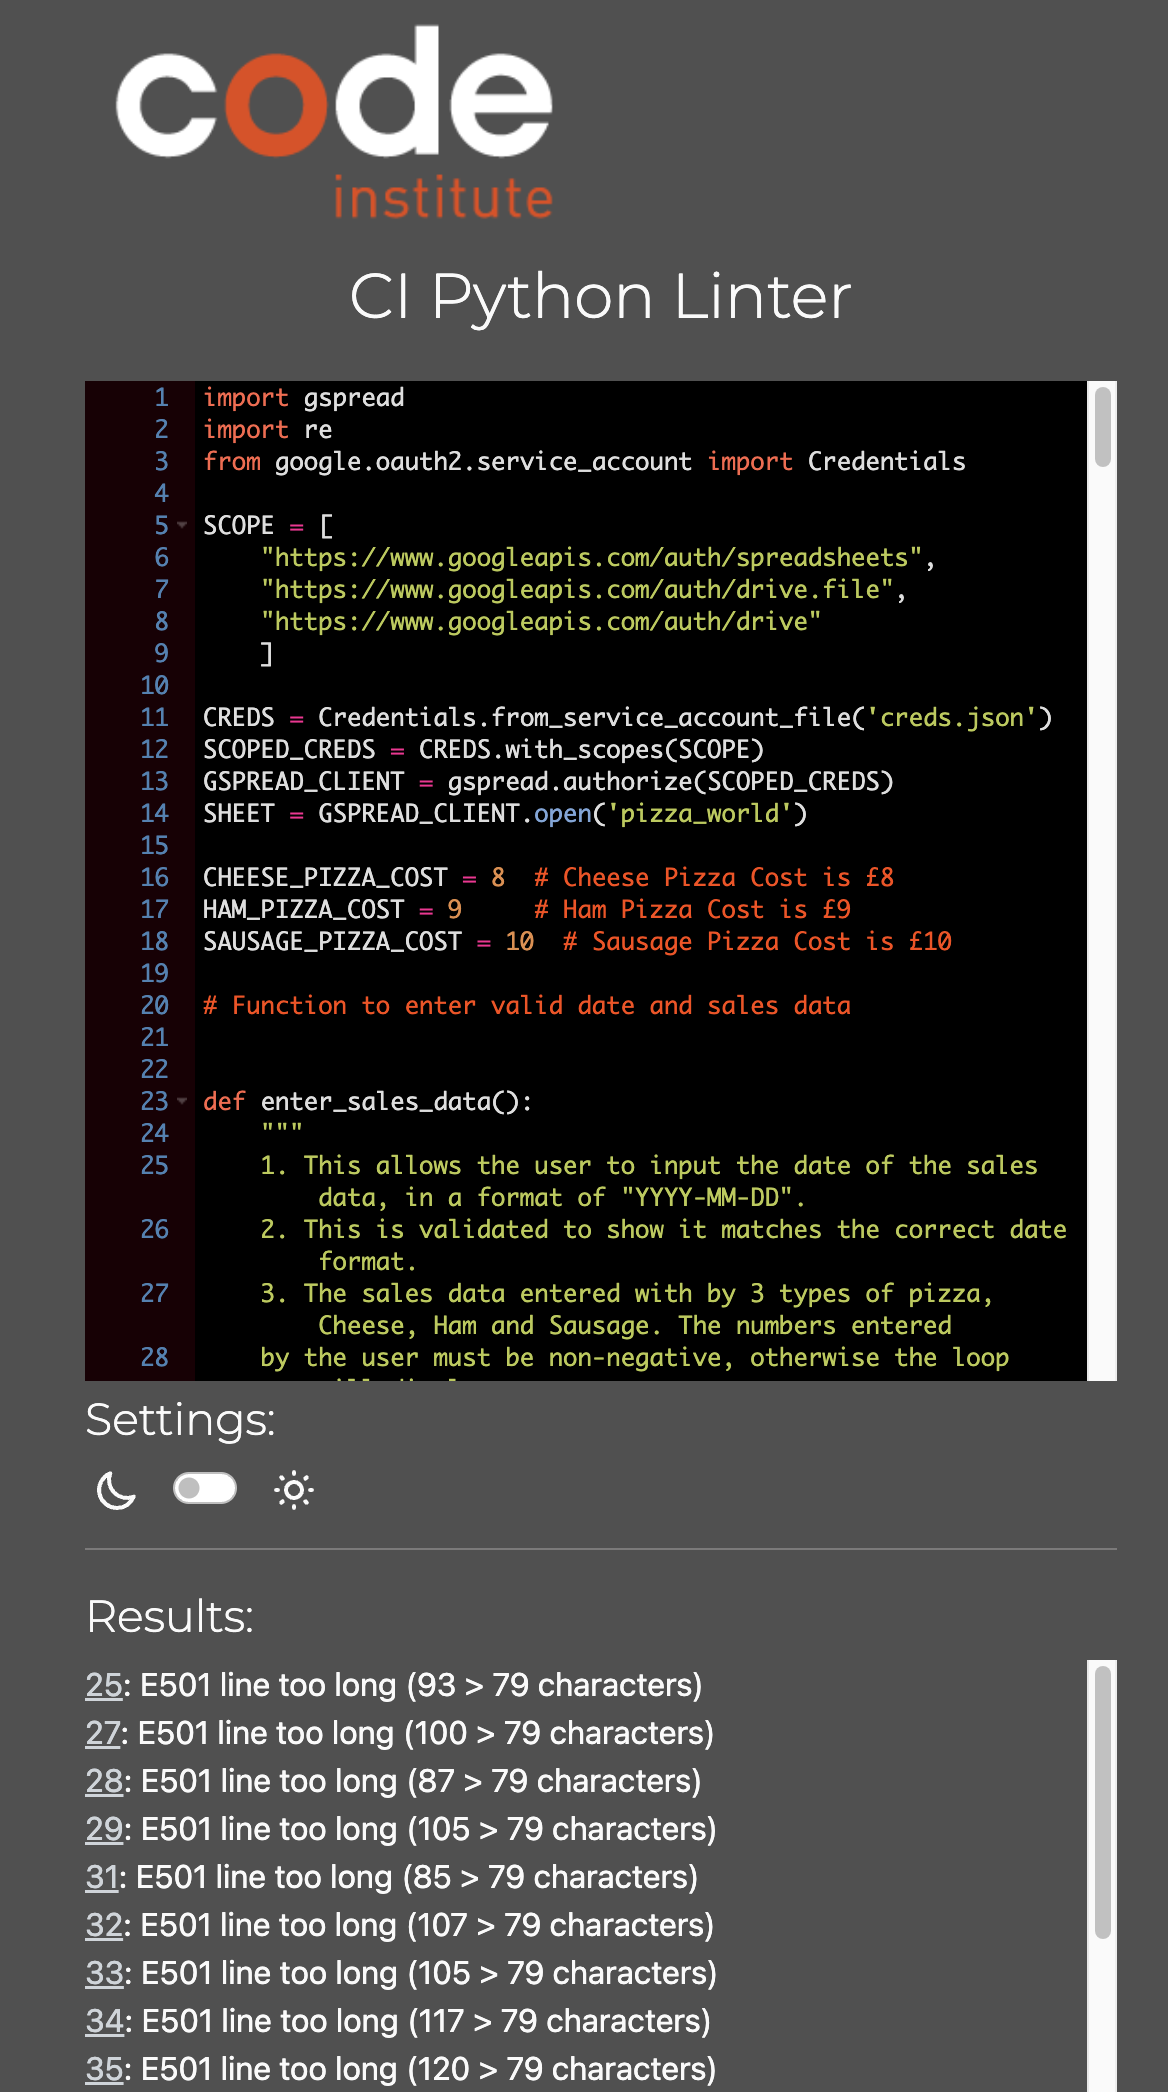 code
institute
CI Python Linter
1 import gspread
2 import re
3 from google.oauth2.service_account import Credentials
4
5 SCOPE = [
6 "https://www.googleapis.com/auth/spreadsheets",
7 "https://www.googleapis.com/auth/drive.file",
8 "https://www.googleapis.com/auth/drive"
9 ]
10
11 CREDS = Credentials.from_service_account_file('creds.json')
12 SCOPED_CREDS = CREDS.with_scopes(SCOPE)
13 GSPREAD_CLIENT = gspread.authorize(SCOPED_CREDS)
14 SHEET = GSPREAD_CLIENT.open('pizza_world')
15
16 CHEESE_PIZZA_COST = 8 # Cheese Pizza Cost is £8
17 HAM_PIZZA_COST = 9 # Ham Pizza Cost is £9
18 SAUSAGE_PIZZA_COST = 10 # Sausage Pizza Cost is £10
19
20 # Function to enter valid date and sales data
21
22
23 def enter_sales_data():
24 """
25 1. This allows the user to input the date of the sales
data, in a format of "YYYY-MM-DD".
26 2. This is validated to show it matches the correct date
format.
27 3. The sales data entered with by 3 types of pizza,
Cheese, Ham and Sausage. The numbers entered
28 by the user must be non-negative, otherwise the loop
Settings:
Results:
25: E501 line too long (93 > 79 characters)
27: E501 line too long (100 > 79 characters)
28: E501 line too long (87 > 79 characters)
29: E501 line too long (105 > 79 characters)
31: E501 line too long (85 > 79 characters)
32: E501 line too long (107 > 79 characters)
33: E501 line too long (105 > 79 characters)
34: E501 line too long (117 > 79 characters)
35: E501 line too long (120 > 79 characters)